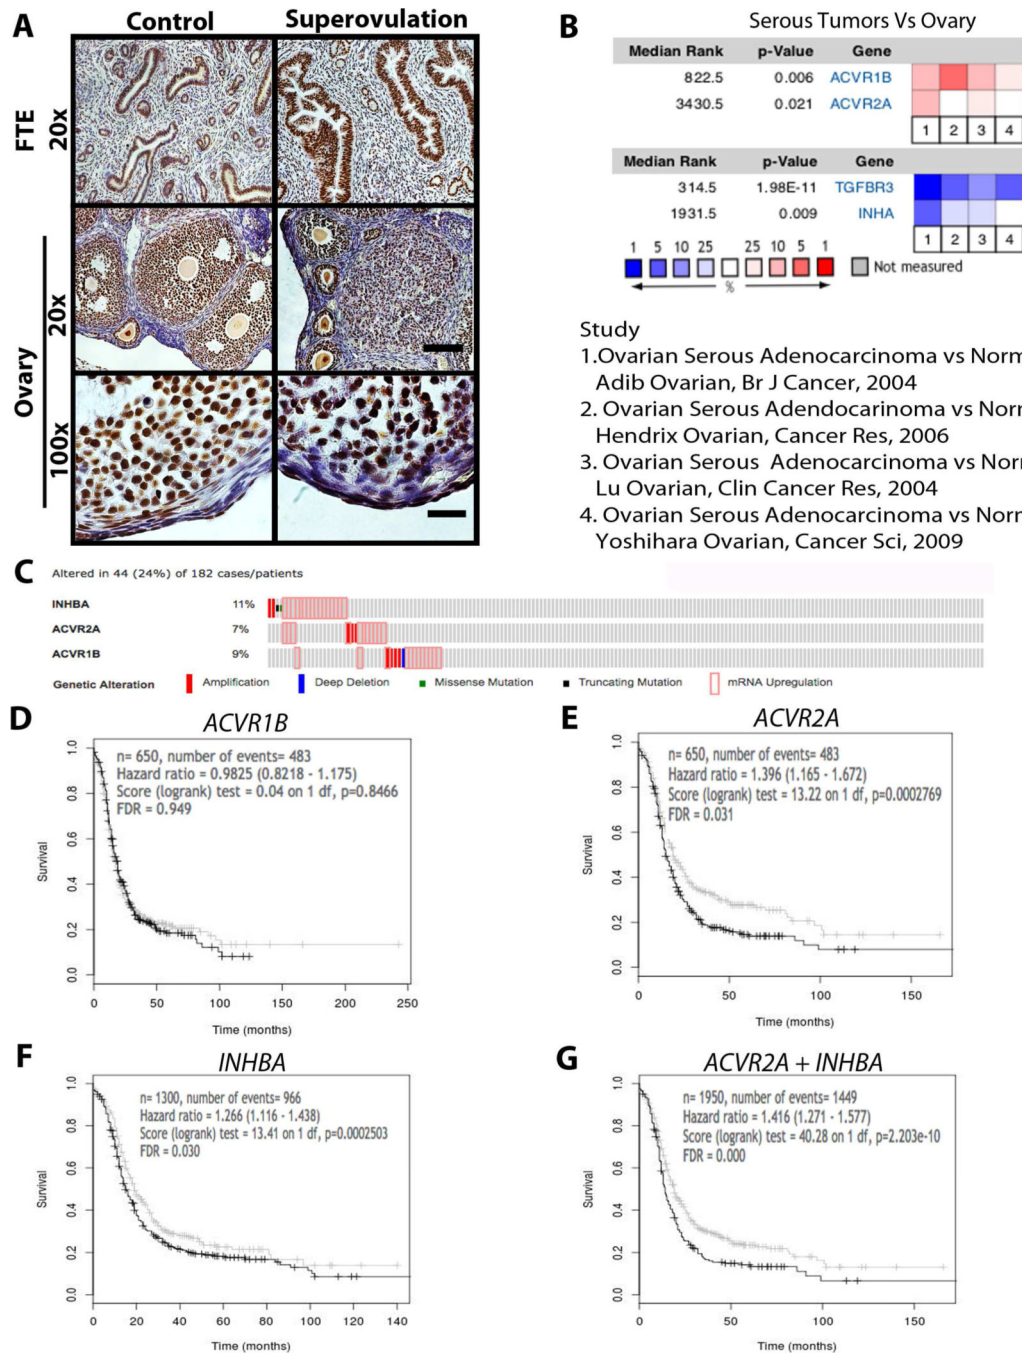 A
Control
Superovulation
FTE
20x
Ovary
20x
100x
B
Serous Tumors Vs Ovary
Median Rank p-Value Gene
822.5 0.006 ACVR1B
3430.5 0.021 ACVR2A
1 2 3 4
Median Rank p-Value Gene
314.5 1.98E-11 TGFBR3
1931.5 0.009 INHA
1 2 3 4
1 5 10 25 25 10 5 1
% Not measured
Study
1.Ovarian Serous Adenocarcinoma vs Norm
Adib Ovarian, Br J Cancer, 2004
2. Ovarian Serous Adendocarinoma vs Norr
Hendrix Ovarian, Cancer Res, 2006
3. Ovarian Serous Adenocarcinoma vs Norr
Lu Ovarian, Clin Cancer Res, 2004
4. Ovarian Serous Adenocarcinoma vs Norr
Yoshihara Ovarian, Cancer Sci, 2009
C
Altered in 44 (24%) of 182 cases/patients
INHBA 11%
ACVR2A 7%
ACVR1B 9%
Genetic Alteration Amplification Deep Deletion Missense Mutation Truncating Mutation mRNA Upregulation
D
ACVR1B
n= 650, number of events= 483
Hazard ratio = 0.9825 (0.8218 - 1.175)
Score (logrank) test = 0.04 on 1 df, p=0.8466
FDR = 0.949
Survival
1.0
0.8
0.6
0.4
0.2
0.0
0 50 100 150 200 250
Time (months)
E
ACVR2A
n= 650, number of events= 483
Hazard ratio = 1.396 (1.165 - 1.672)
Score (logrank) test = 13.22 on 1 df, p=0.0002769
FDR = 0.031
Survival
1.0
0.8
0.6
0.4
0.2
0.0
0 50 100 150
Time (months)
F
INHBA
n= 1300, number of events= 966
Hazard ratio = 1.266 (1.116 - 1.438)
Score (logrank) test = 13.41 on 1 df, p=0.0002503
FDR = 0.030
Survival
1.0
0.8
0.6
0.4
0.2
0.0
0 20 40 60 80 100 120 140
Time (months)
G
ACVR2A + INHBA
n= 1950, number of events= 1449
Hazard ratio = 1.416 (1.271 - 1.577)
Score (logrank) test = 40.28 on 1 df, p=2.203e-10
FDR = 0.000
Survival
1.0
0.8
0.6
0.4
0.2
0.0
0 50 100 150
Time (months)